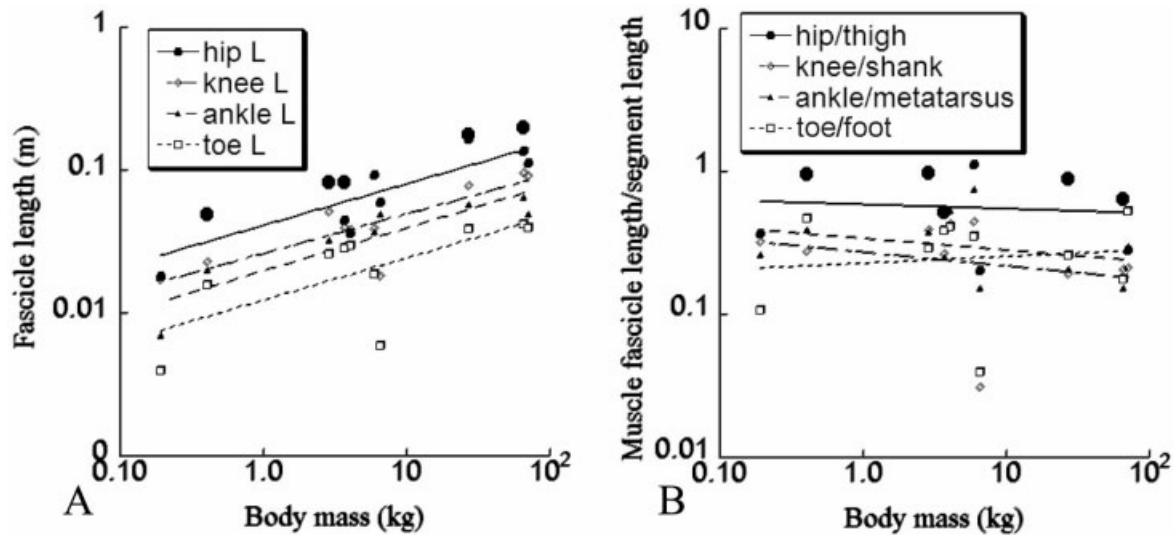 1
hip L
knee L
ankle L
toe L
0.1
0.01
0
0.10
1.0
10
10²
Fascicle length (m)
Body mass (kg)
A
10
hip/thigh
knee/shank
ankle/metatarsus
toe/foot
1
0.1
0.01
0.10
1.0
10
10²
Muscle fascicle length/segment length
Body mass (kg)
B